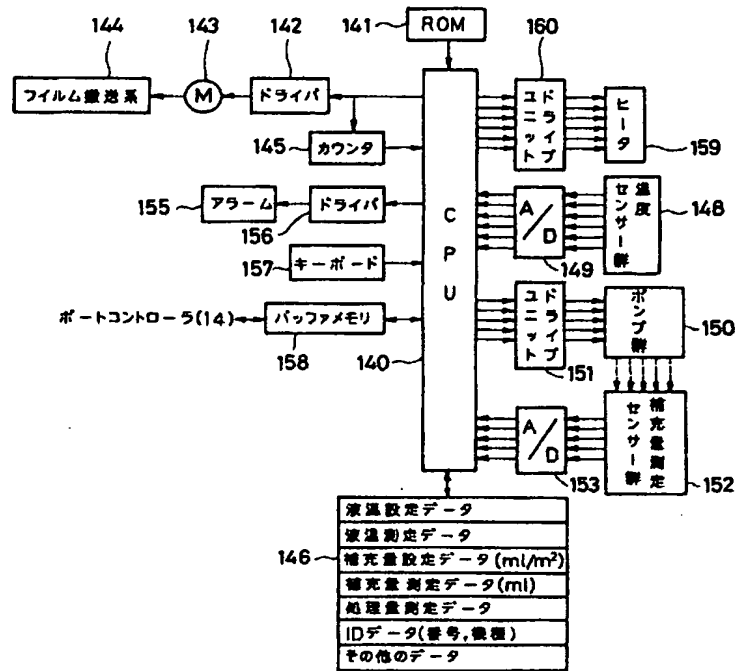 144
143
142
141
ROM
160
フイルム搬送系
M
ドライバ
ドライブ
ユニット
ヒータ
159
145
カウンタ
155
アラーム
ドライバ
156
CPU
A/D
149
温度
センサー群
148
157
キーボード
ポートコントローラ(14)
バッファメモリ
158
140
ドライブ
ユニット
151
ポンプ群
150
A/D
153
補充量測定
センサー群
152
146
液温設定データ
液温測定データ
補充量設定データ(ml/m²)
補充量測定データ(ml)
処理量測定データ
IDデータ(番号,機種)
その他のデータ